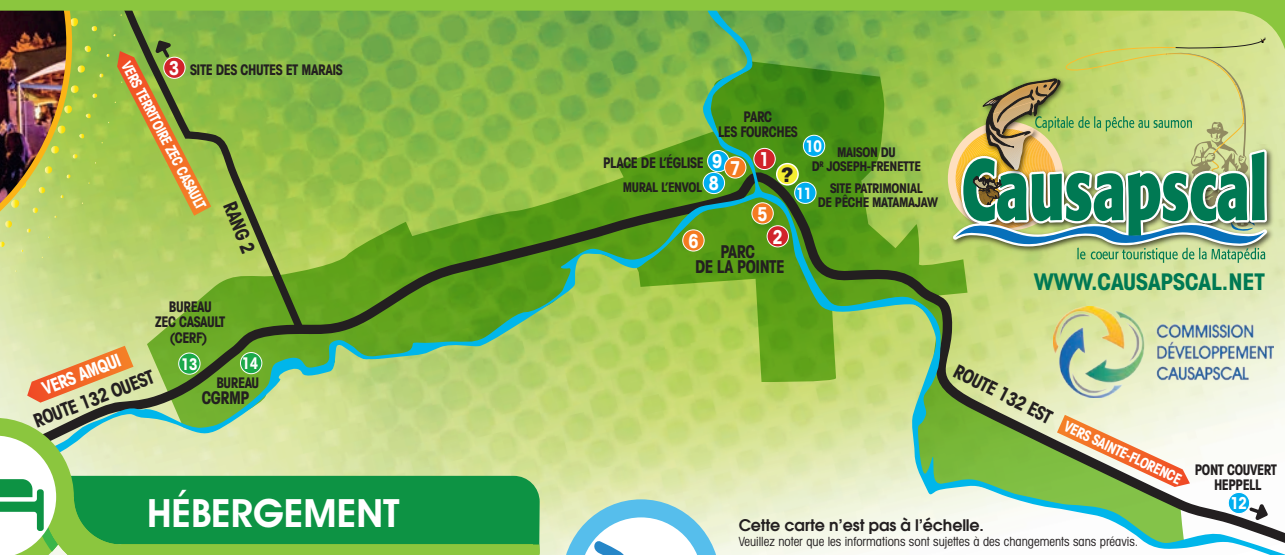 3 SITE DES CHUTES ET MARAIS
VERS TERRITOIRE ZEC CASAULT
RANG 2
PARC
LES FOURCHES
1
10
MAISON DU
DR JOSEPH-FRENETTE
PLACE DE L'ÉGLISE 9 7
MURAL L'ENVOL 8
?
11 SITE PATRIMONIAL
DE PÊCHE MATAMAJAW
5
6
2
PARC
DE LA POINTE
Capitale de la pêche au saumon
Causapscal
le coeur touristique de la Matapédia
WWW.CAUSAPSCAL.NET
COMMISSION
DÉVELOPPEMENT
CAUSAPSCAL
BUREAU
ZEC CASAULT
(CERF)
13
14
BUREAU
CGRMP
VERS AMQUI
ROUTE 132 OUEST
ROUTE 132 EST
VERS SAINTE-FLORENCE
PONT COUVERT
HEPPELL
12
HÉBERGEMENT
Cette carte n'est pas à l'échelle.
Veuillez noter que les informations sont sujettes à des changements sans préavis.